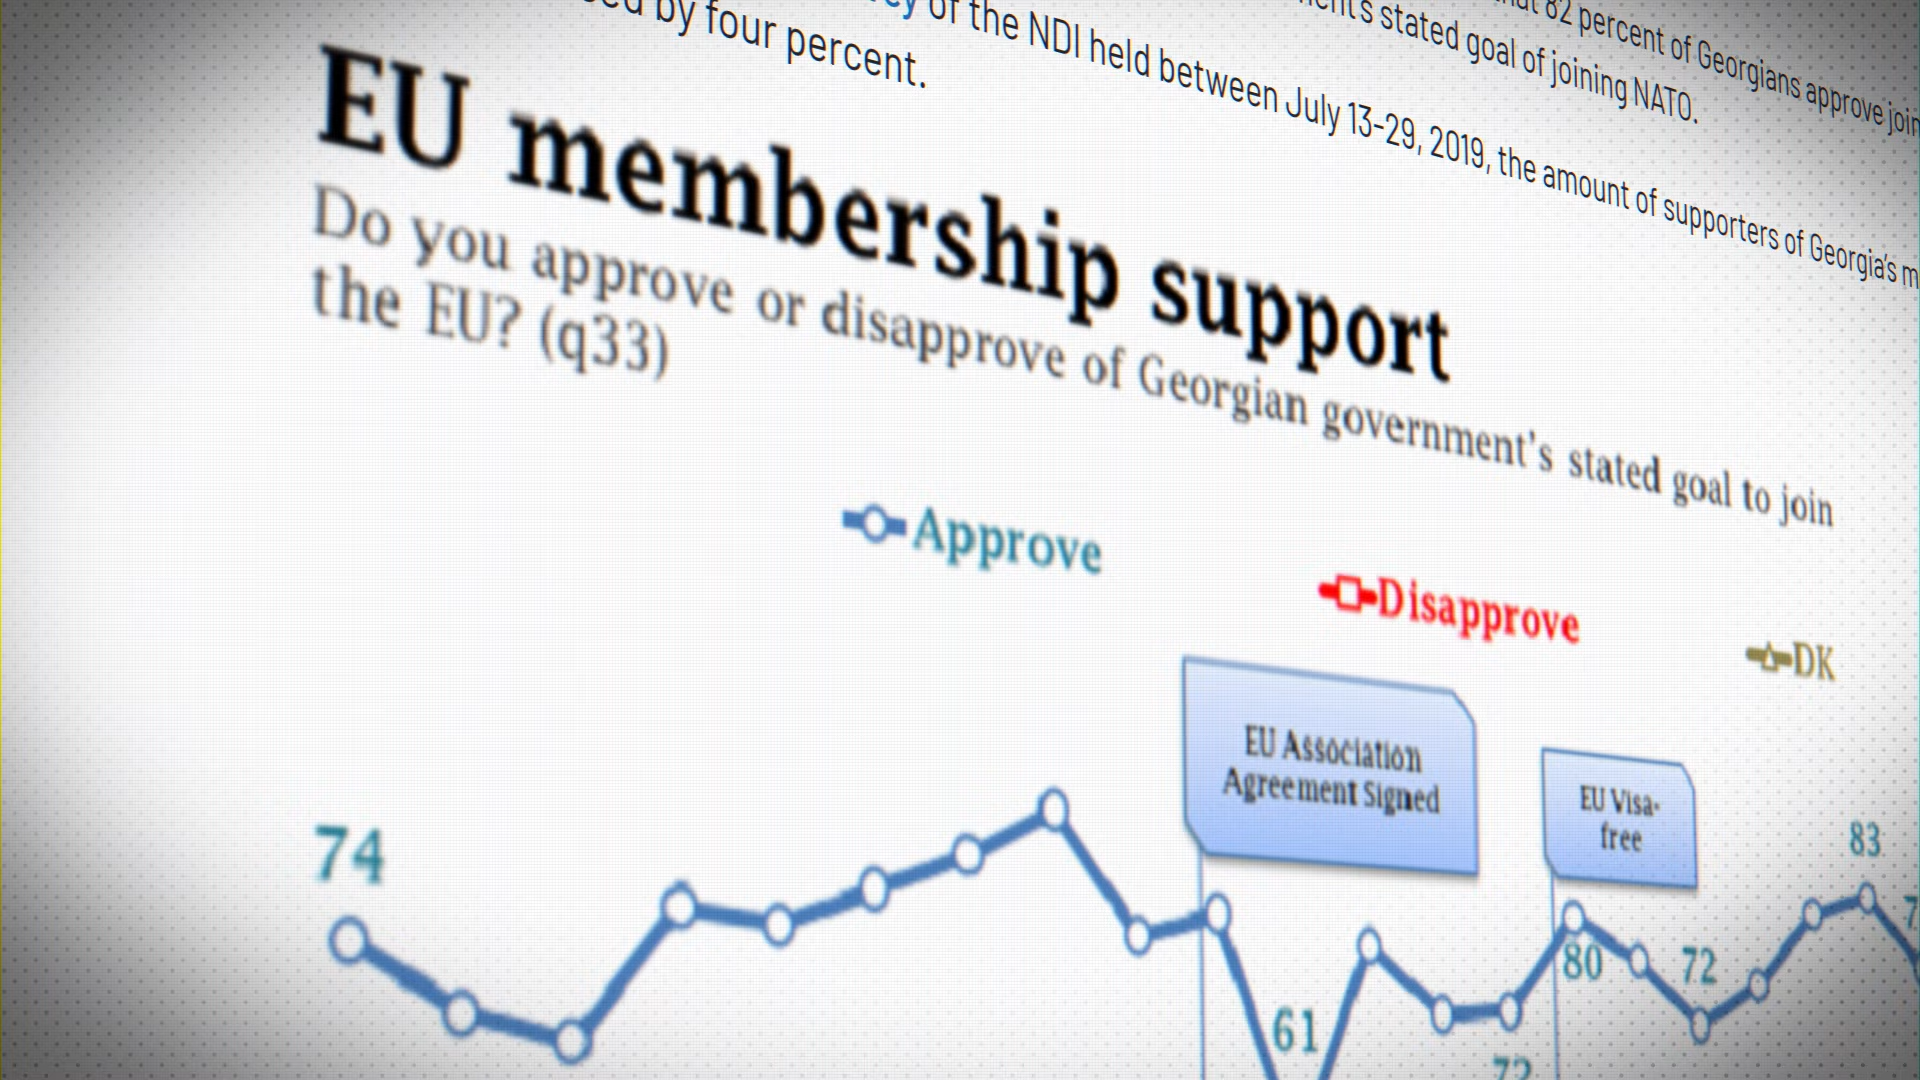 82 percent of Georgians approve
stated goal of joining NATO.
of the NDI held between July 13-29, 2019, the amount of supporters of Georgia's
by four percent.
EU membership support
Do you approve or disapprove of Georgian government's stated goal to join
the EU? (q33)
Approve
Disapprove
DK
EU Association
Agreement Signed
EU Visa-
free
74
83
80
72
61
72